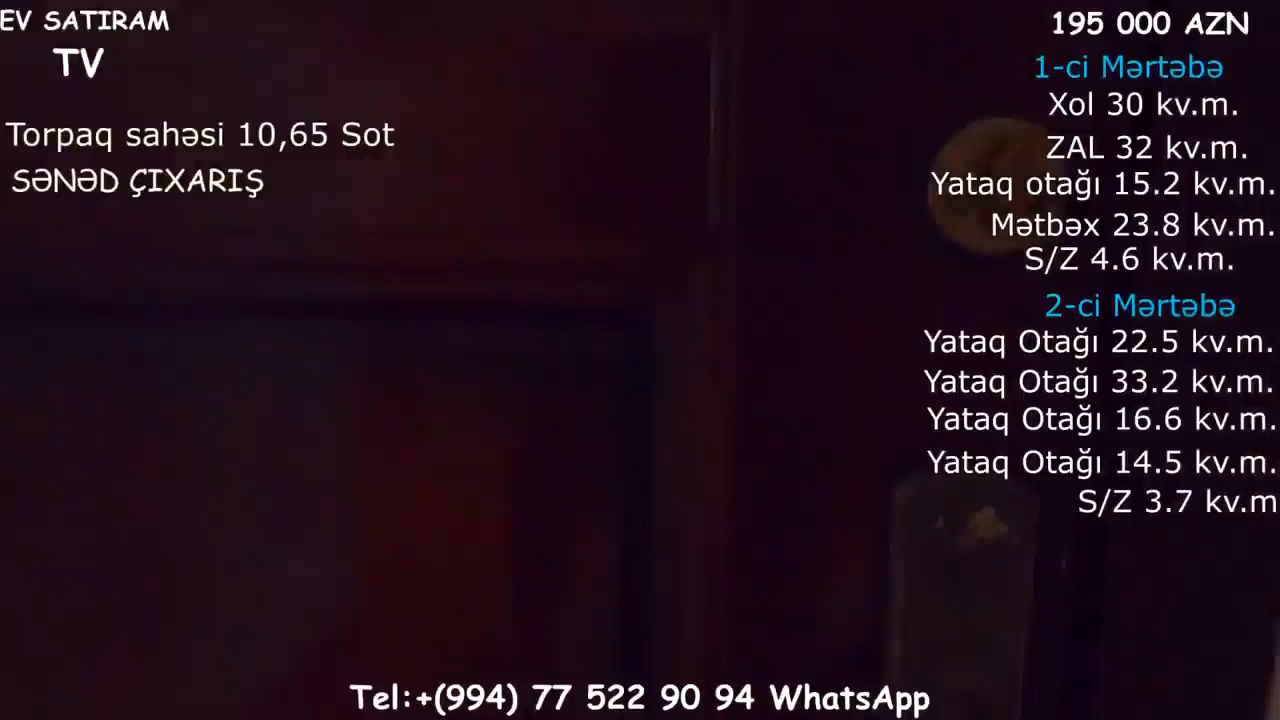 EV SATIRAM
TV
Torpaq sahəsi 10,65 Sot
SƏNƏD ÇIXARIŞ
195 000 AZN
1-ci Mərtəbə
Xol 30 kv.m.
ZAL 32 kv.m.
Yataq otağı 15.2 kv.m.
Mətbəx 23.8 kv.m.
S/Z 4.6 kv.m.
2-ci Mərtəbə
Yataq Otağı 22.5 kv.m.
Yataq Otağı 33.2 kv.m.
Yataq Otağı 16.6 kv.m.
Yataq Otağı 14.5 kv.m.
S/Z 3.7 kv.m
Tel:+(994) 77 522 90 94 WhatsApp